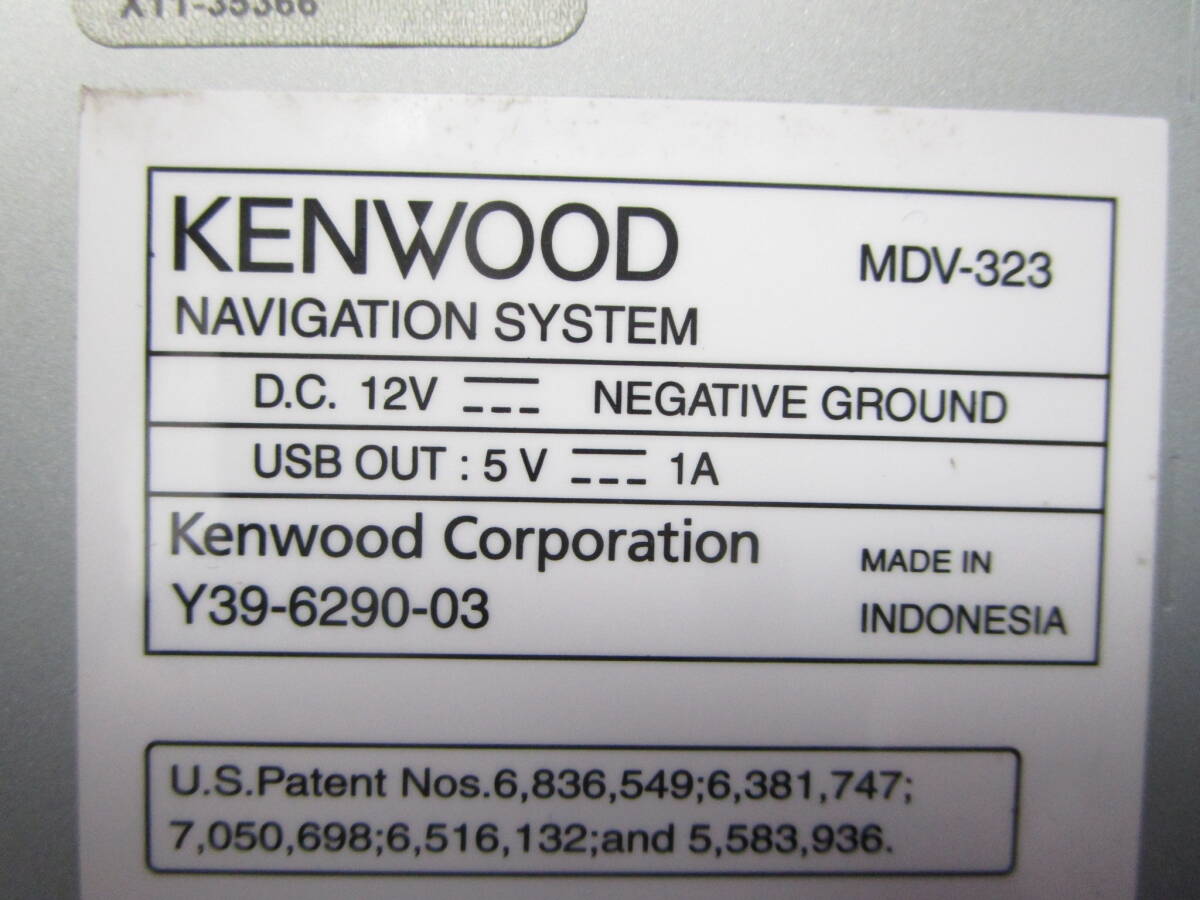 X11-35366
KENWOOD MDV-323
NAVIGATION SYSTEM
D.C. 12V NEGATIVE GROUND
USB OUT : 5 V 1A
Kenwood Corporation MADE IN
Y39-6290-03 INDONESIA
U.S.Patent Nos.6,836,549;6,381,747;
7,050,698;6,516,132;and 5,583,936.